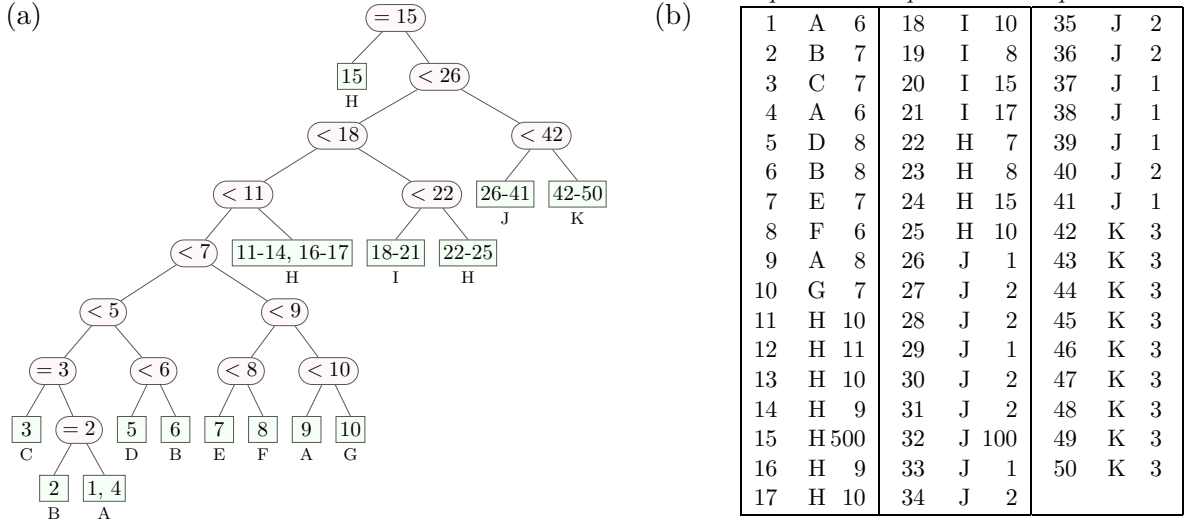 (a)
= 15
15
H
< 26
< 18
< 42
< 11
< 22
26-41
J
42-50
K
< 7
11-14, 16-17
H
18-21
I
22-25
H
< 5
< 9
= 3
< 6
< 8
< 10
3
C
= 2
5
D
6
B
7
E
8
F
9
A
10
G
2
B
1, 4
A
(b)
1 A 6 18 I 10 35 J 2
2 B 7 19 I 8 36 J 2
3 C 7 20 I 15 37 J 1
4 A 6 21 I 17 38 J 1
5 D 8 22 H 7 39 J 1
6 B 8 23 H 8 40 J 2
7 E 7 24 H 15 41 J 1
8 F 6 25 H 10 42 K 3
9 A 8 26 J 1 43 K 3
10 G 7 27 J 2 44 K 3
11 H 10 28 J 2 45 K 3
12 H 11 29 J 1 46 K 3
13 H 10 30 J 2 47 K 3
14 H 9 31 J 2 48 K 3
15 H 500 32 J 100 49 K 3
16 H 9 33 J 1 50 K 3
17 H 10 34 J 2